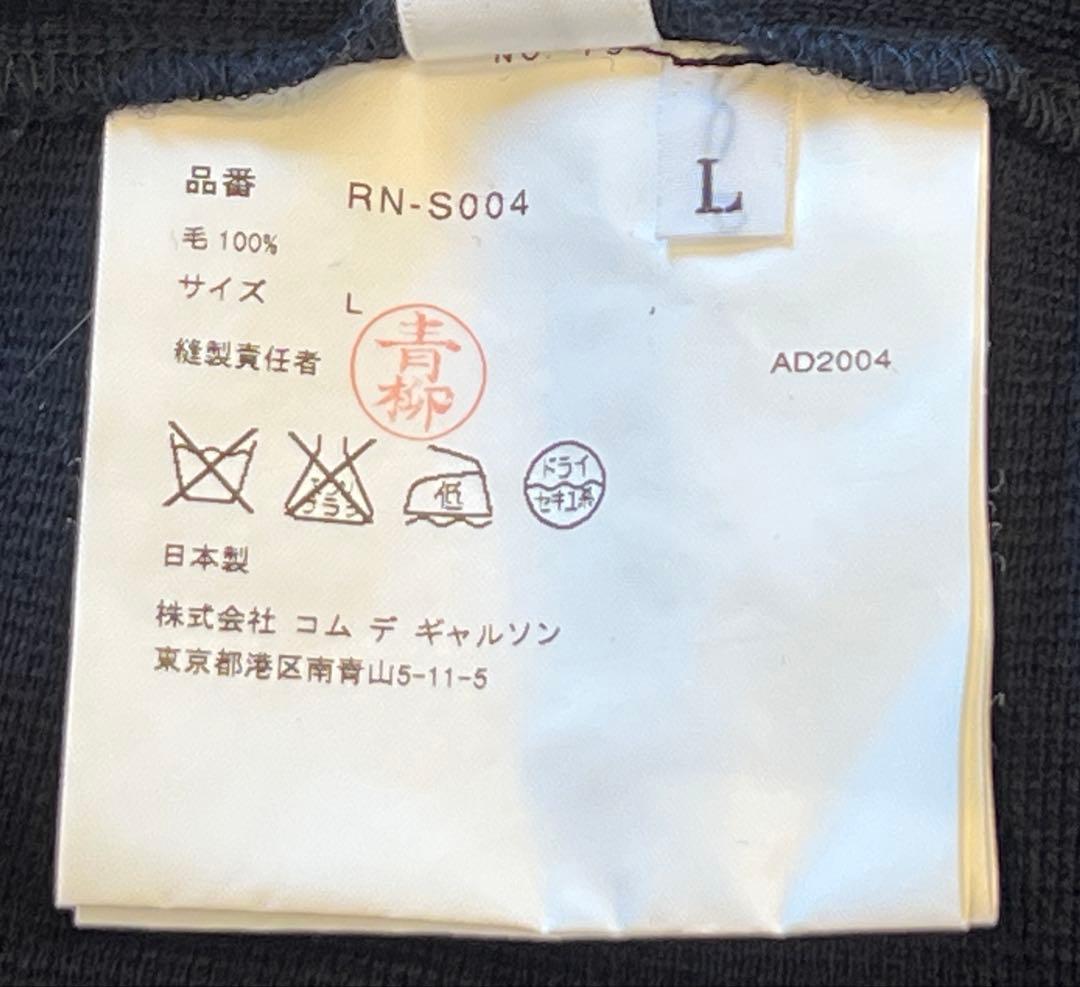 L
品番 RN-S004
毛 100%
サイズ L
縫製責任者 青柳 AD2004
低
ドライ
セキユ系
日本製
株式会社 コム デ ギャルソン
東京都港区南青山5-11-5